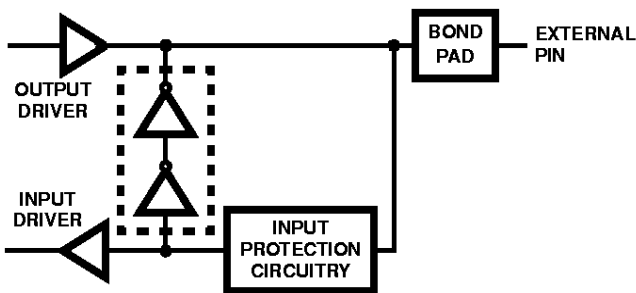 OUTPUT
DRIVER
BOND
PAD
EXTERNAL
PIN
INPUT
DRIVER
INPUT
PROTECTION
CIRCUITRY